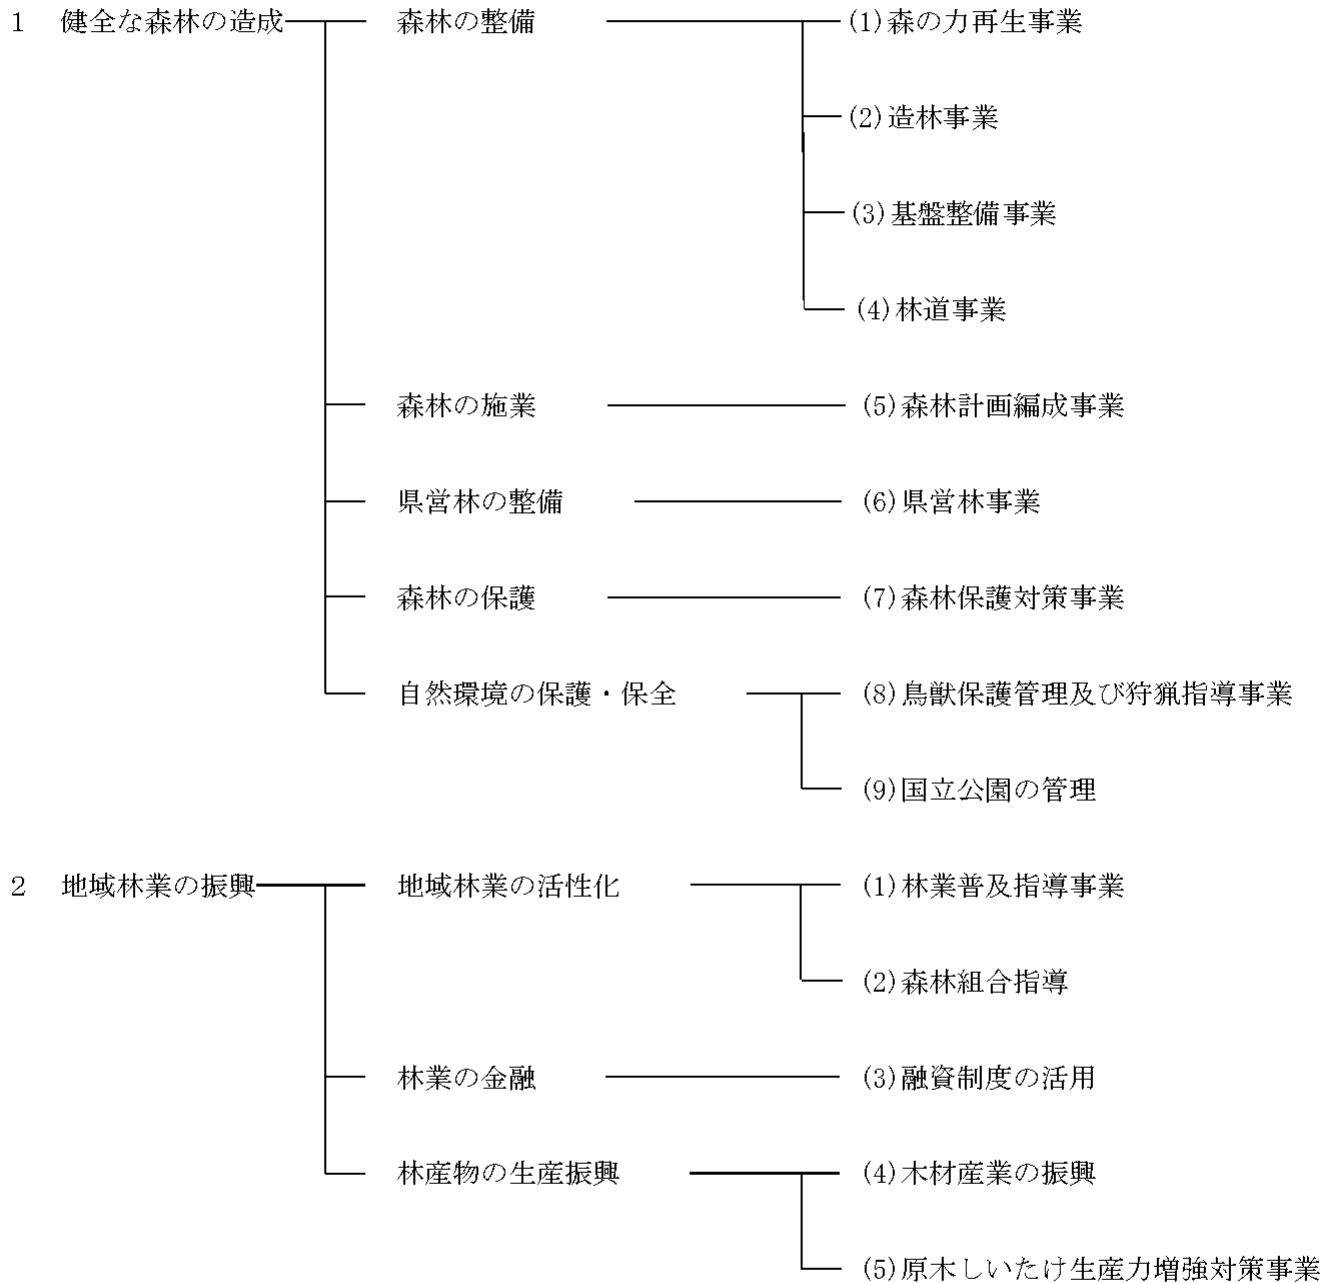 1 健全な森林の造成 森林の整備 (1)森の力再生事業
(2)造林事業
(3)基盤整備事業
(4)林道事業
森林の施業 (5)森林計画編成事業
県営林の整備 (6)県営林事業
森林の保護 (7)森林保護対策事業
自然環境の保護・保全 (8)鳥獣保護管理及び狩猟指導事業
(9)国立公園の管理
2 地域林業の振興 地域林業の活性化 (1)林業普及指導事業
(2)森林組合指導
林業の金融 (3)融資制度の活用
林産物の生産振興 (4)木材産業の振興
(5)原木しいたけ生産力増強対策事業